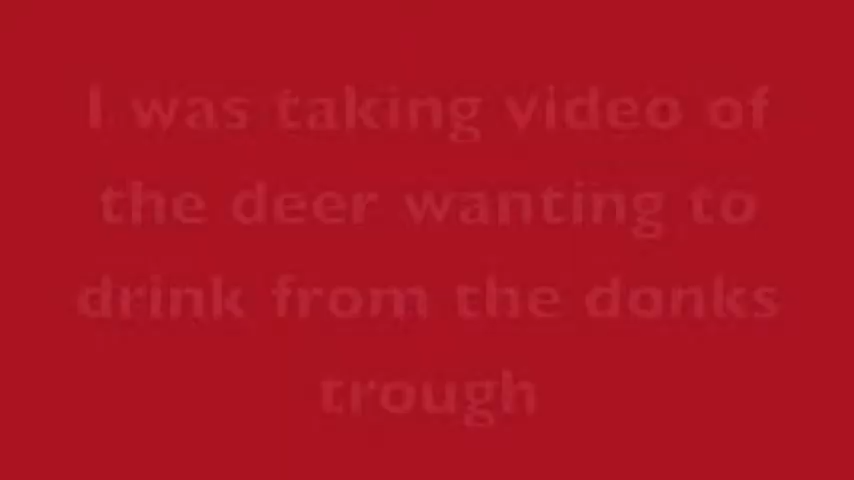 I was taking video of
the deer wanting to
drink from the donks
trough